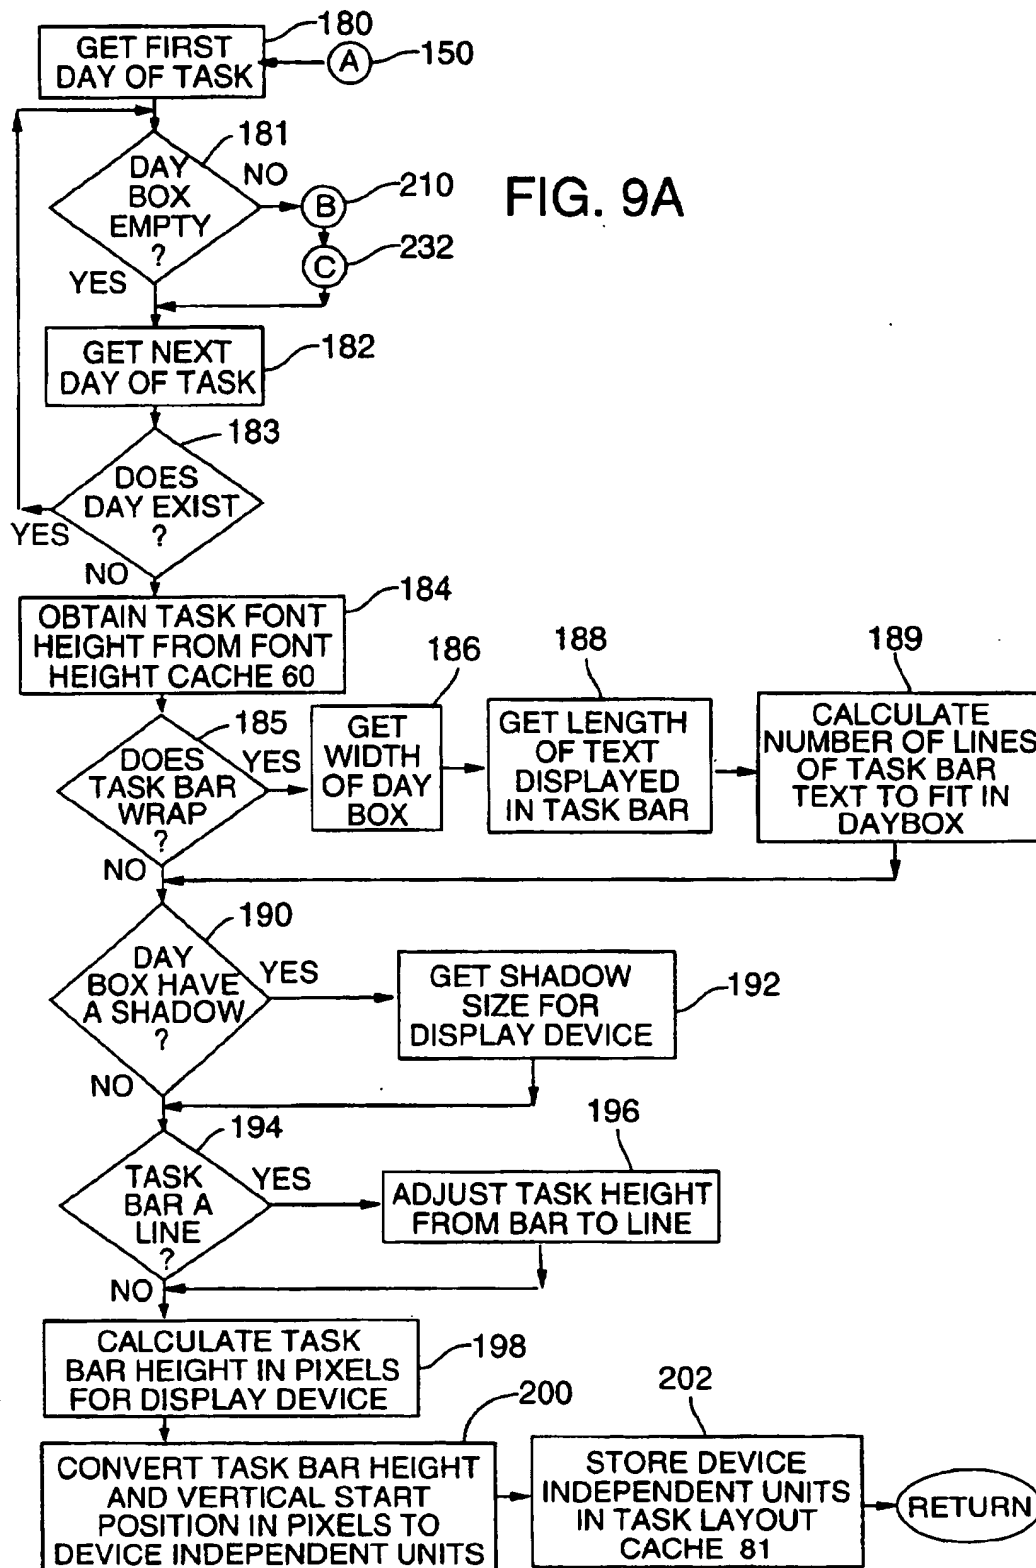 180
GET FIRST
DAY OF TASK
A
150
181
DAY
BOX
EMPTY
?
NO
B
210
FIG. 9A
C
232
YES
GET NEXT
DAY OF TASK
182
183
DOES
DAY EXIST
?
YES
NO
184
OBTAIN TASK FONT
HEIGHT FROM FONT
HEIGHT CACHE 60
185
DOES
TASK BAR
WRAP
?
YES
186
GET
WIDTH
OF DAY
BOX
188
GET LENGTH
OF TEXT
DISPLAYED
IN TASK BAR
189
CALCULATE
NUMBER OF LINES
OF TASK BAR
TEXT TO FIT IN
DAYBOX
NO
190
DAY
BOX HAVE
A SHADOW
?
YES
GET SHADOW
SIZE FOR
DISPLAY DEVICE
192
NO
194
TASK
BAR A
LINE
?
YES
196
ADJUST TASK HEIGHT
FROM BAR TO LINE
NO
CALCULATE TASK
BAR HEIGHT IN PIXELS
FOR DISPLAY DEVICE
198
200
CONVERT TASK BAR HEIGHT
AND VERTICAL START
POSITION IN PIXELS TO
DEVICE INDEPENDENT UNITS
202
STORE DEVICE
INDEPENDENT UNITS
IN TASK LAYOUT
CACHE 81
RETURN